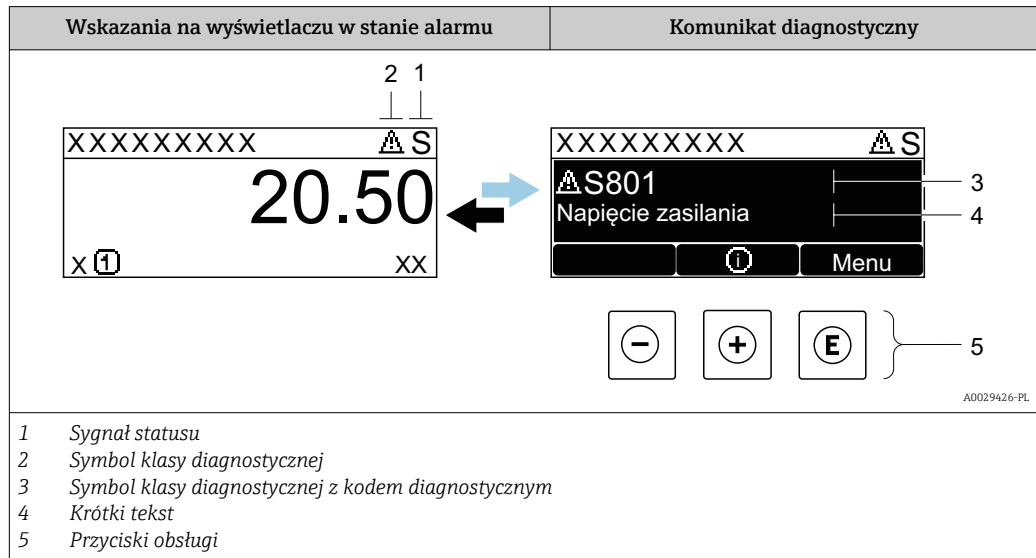 Wskazania na wyświetlaczu w stanie alarmu
Komunikat diagnostyczny
2 1
XXXXXXXXX ⚠ S
20.50
X 1 XX
XXXXXXXXX ⚠ S
⚠S801
Napięcie zasilania
i Menu
3
4
- + E
5
A0029426-PL
1 Sygnał statusu
2 Symbol klasy diagnostycznej
3 Symbol klasy diagnostycznej z kodem diagnostycznym
4 Krótki tekst
5 Przyciski obsługi